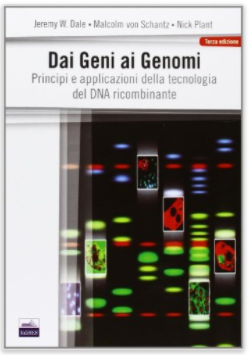 Jeremy W. Dale • Malcolm von Schantz • Nick Plant
Terza edizione
Dai Geni ai Genomi
Principi e applicazioni della tecnologia
del DNA ricombinante
EdiSES